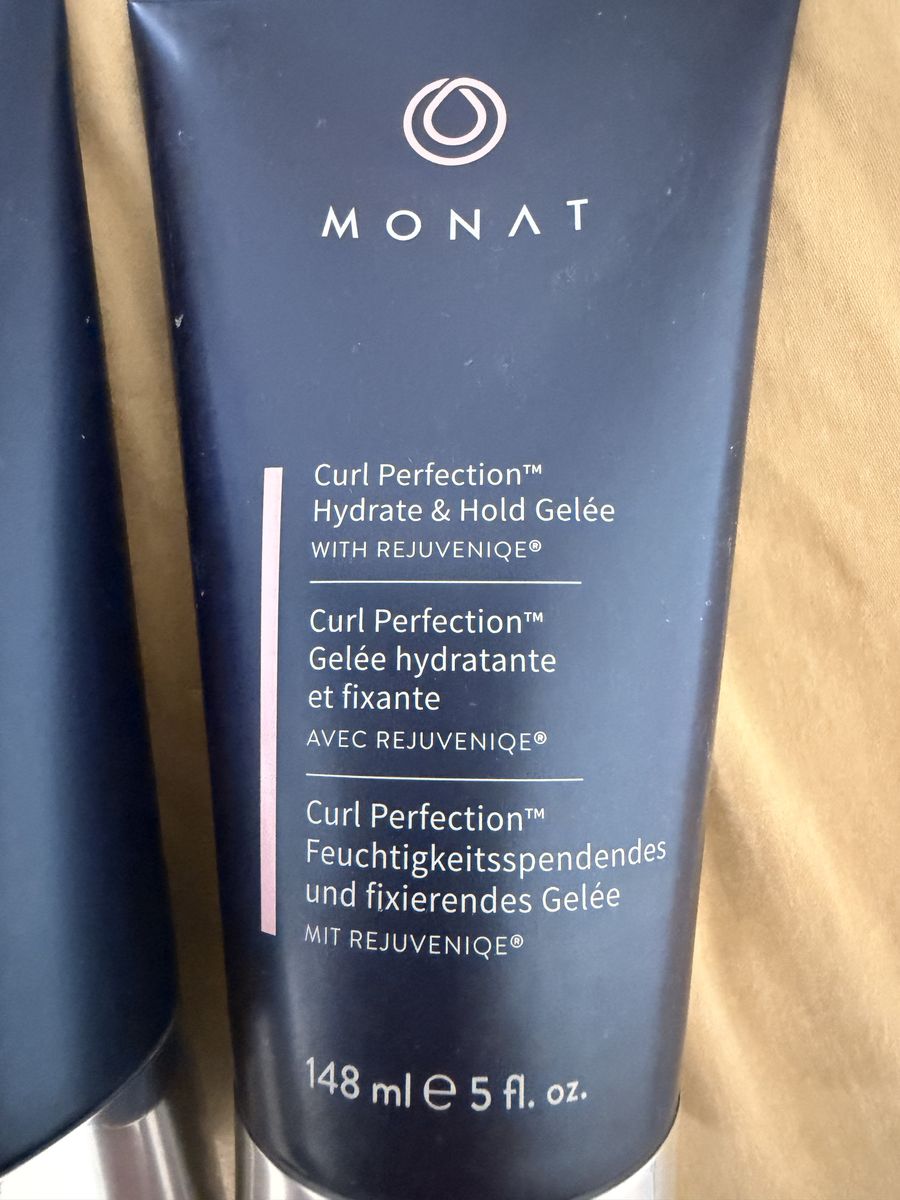 MONAT
Curl Perfection™
Hydrate & Hold Gelée
WITH REJUVENIQE®
Curl Perfection™
Gelée hydratante
et fixante
AVEC REJUVENIQE®
Curl Perfection™
Feuchtigkeitsspendendes
und fixierendes Gelée
MIT REJUVENIQE®
148 ml ℮ 5 fl. oz.